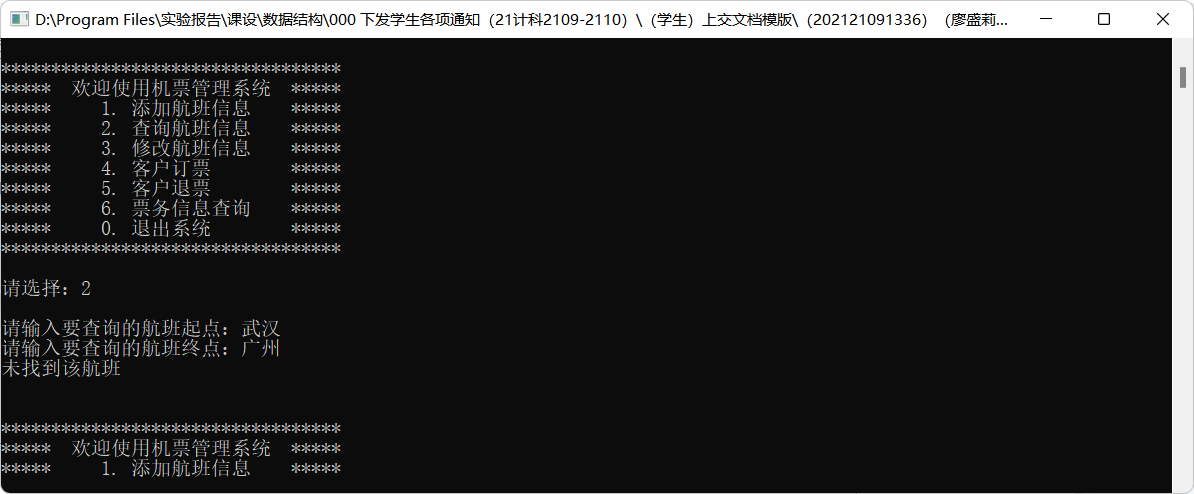 D:\Program Files\实验报告\课设\数据结构\000 下发学生各项通知（21计科2109-2110）\（学生）上交文档模版\（202121091336）（廖盛莉...
**********************************
*****  欢迎使用机票管理系统  *****
*****     1. 添加航班信息    *****
*****     2. 查询航班信息    *****
*****     3. 修改航班信息    *****
*****     4. 客户订票        *****
*****     5. 客户退票        *****
*****     6. 票务信息查询    *****
*****     0. 退出系统        *****
**********************************
请选择：2
请输入要查询的航班起点：武汉
请输入要查询的航班终点：广州
未找到该航班
**********************************
*****  欢迎使用机票管理系统  *****
*****     1. 添加航班信息    *****